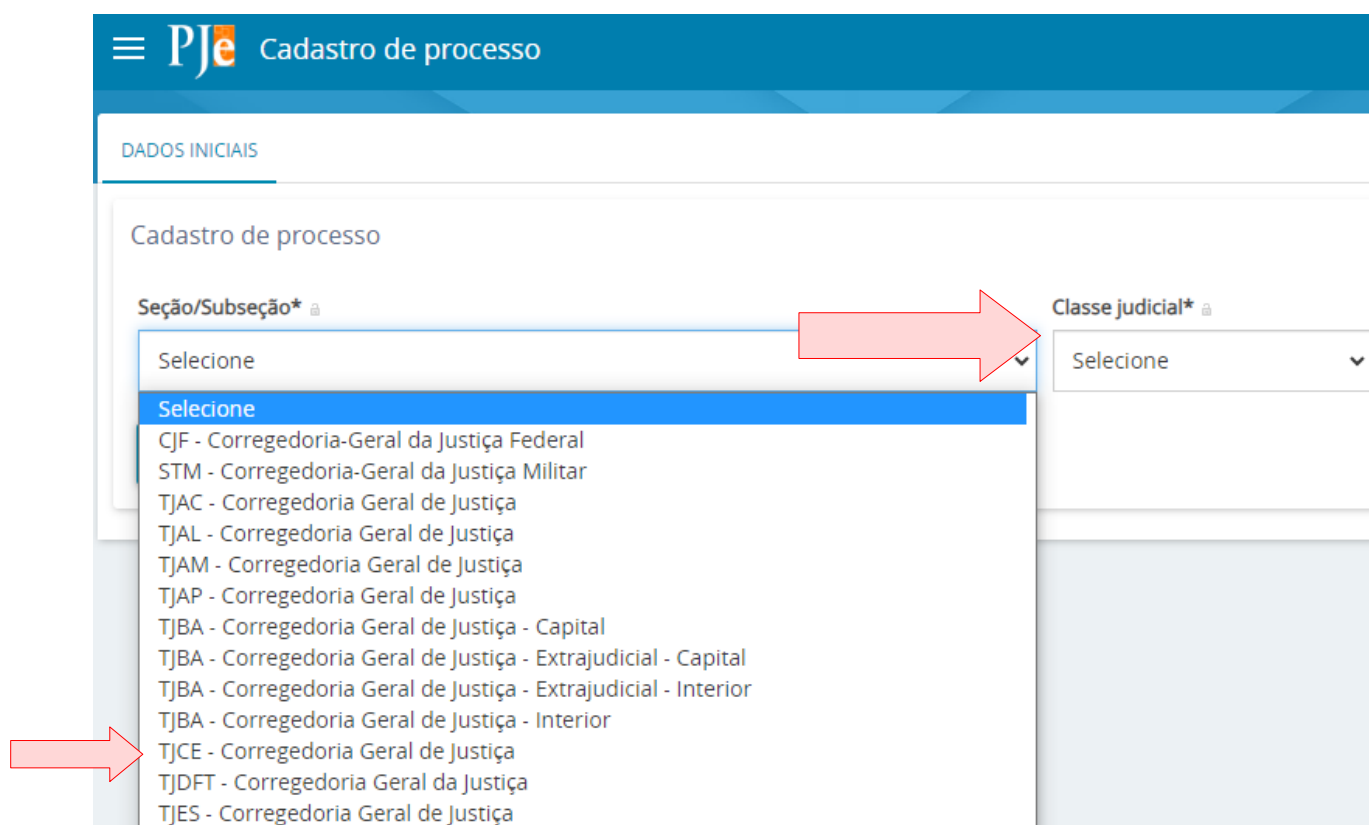 PJe Cadastro de processo
DADOS INICIAIS
Cadastro de processo
Seção/Subseção* Classe judicial*
Selecione Selecione
Selecione
CJF - Corregedoria-Geral da Justiça Federal
STM - Corregedoria-Geral da Justiça Militar
TJAC - Corregedoria Geral de Justiça
TJAL - Corregedoria Geral de Justiça
TJAM - Corregedoria Geral de Justiça
TJAP - Corregedoria Geral de Justiça
TJBA - Corregedoria Geral de Justiça - Capital
TJBA - Corregedoria Geral de Justiça - Extrajudicial - Capital
TJBA - Corregedoria Geral de Justiça - Extrajudicial - Interior
TJBA - Corregedoria Geral de Justiça - Interior
TJCE - Corregedoria Geral de Justiça
TJDFT - Corregedoria Geral da Justiça
TJES - Corregedoria Geral de Justiça